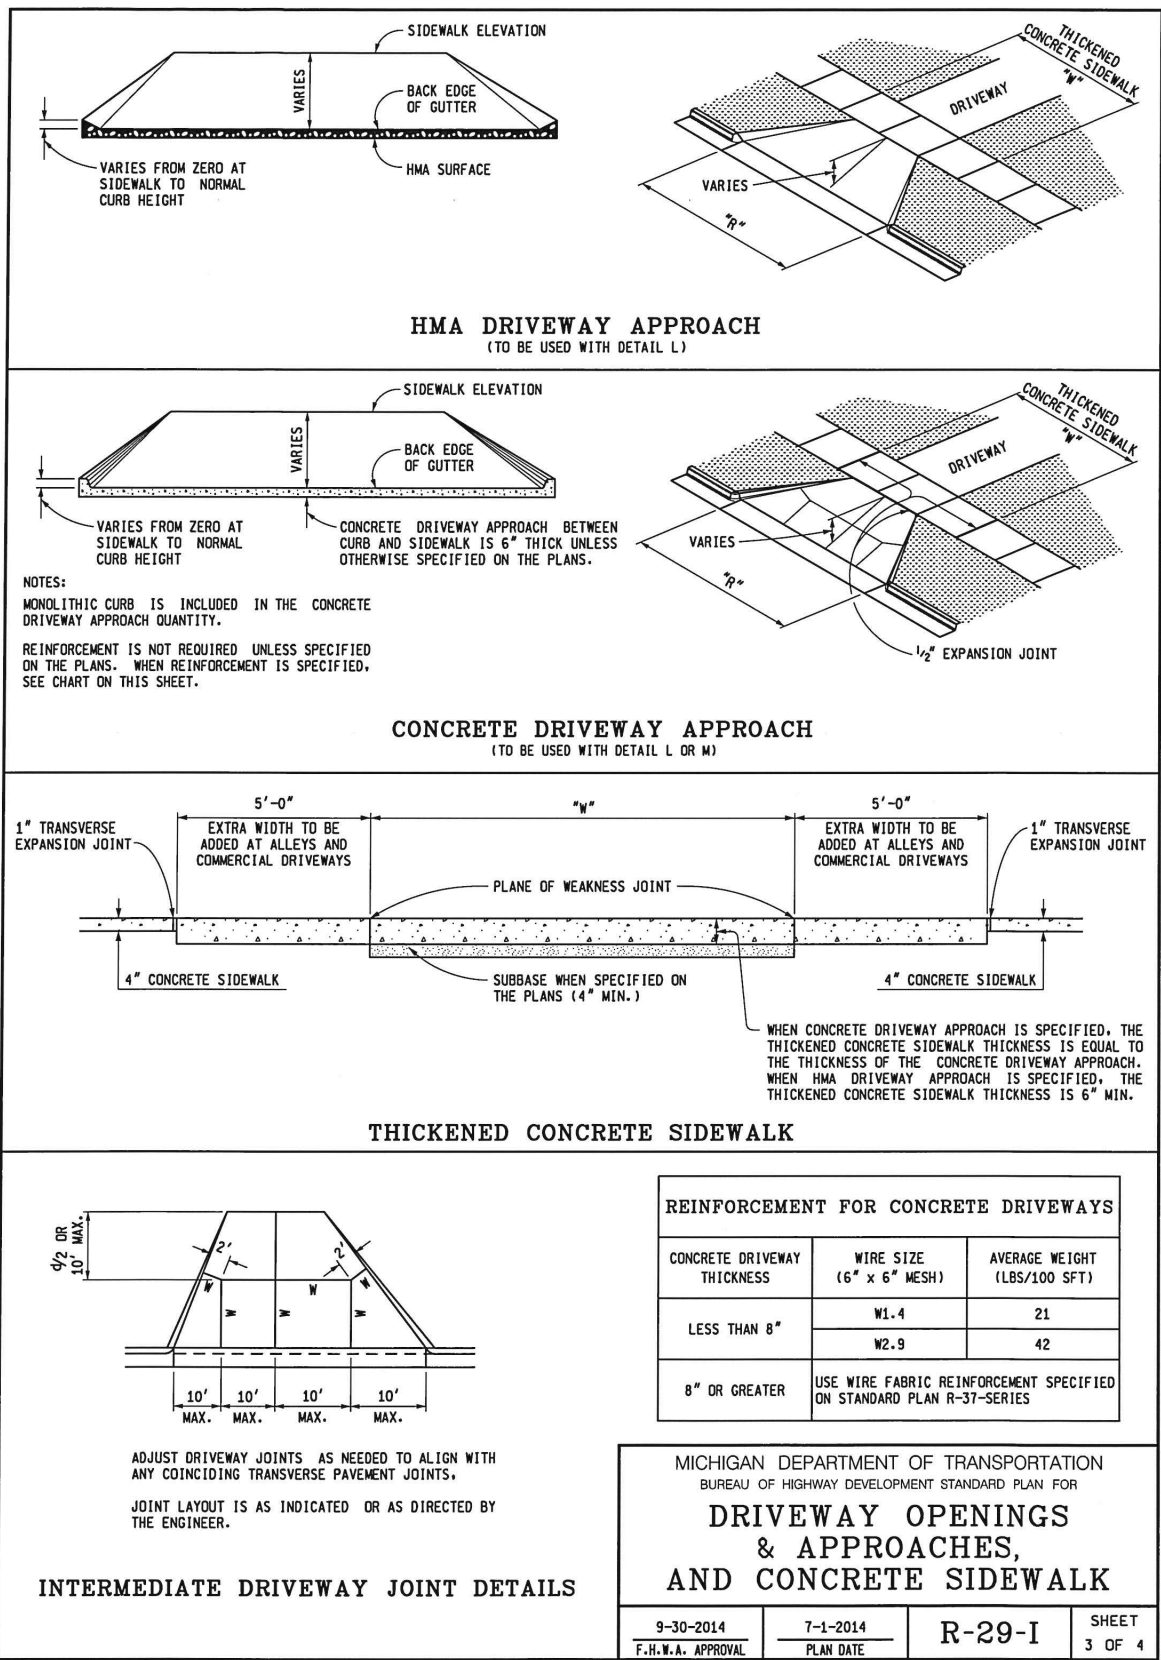 SIDEWALK ELEVATION
VARIES
BACK EDGE
OF GUTTER
HMA SURFACE
VARIES FROM ZERO AT
SIDEWALK TO NORMAL
CURB HEIGHT
THICKENED
CONCRETE SIDEWALK
"W"
DRIVEWAY
VARIES
"R"
HMA DRIVEWAY APPROACH
(TO BE USED WITH DETAIL L)
SIDEWALK ELEVATION
VARIES
BACK EDGE
OF GUTTER
VARIES FROM ZERO AT
SIDEWALK TO NORMAL
CURB HEIGHT
CONCRETE DRIVEWAY APPROACH BETWEEN
CURB AND SIDEWALK IS 6" THICK UNLESS
OTHERWISE SPECIFIED ON THE PLANS.
THICKENED
CONCRETE SIDEWALK
"W"
DRIVEWAY
VARIES
"R"
1/2" EXPANSION JOINT
NOTES:
MONOLITHIC CURB IS INCLUDED IN THE CONCRETE
DRIVEWAY APPROACH QUANTITY.
REINFORCEMENT IS NOT REQUIRED UNLESS SPECIFIED
ON THE PLANS. WHEN REINFORCEMENT IS SPECIFIED,
SEE CHART ON THIS SHEET.
CONCRETE DRIVEWAY APPROACH
(TO BE USED WITH DETAIL L OR M)
5'-0"
"W"
5'-0"
1" TRANSVERSE
EXPANSION JOINT
EXTRA WIDTH TO BE
ADDED AT ALLEYS AND
COMMERCIAL DRIVEWAYS
EXTRA WIDTH TO BE
ADDED AT ALLEYS AND
COMMERCIAL DRIVEWAYS
1" TRANSVERSE
EXPANSION JOINT
PLANE OF WEAKNESS JOINT
4" CONCRETE SIDEWALK
SUBBASE WHEN SPECIFIED ON
THE PLANS (4" MIN.)
4" CONCRETE SIDEWALK
WHEN CONCRETE DRIVEWAY APPROACH IS SPECIFIED, THE
THICKENED CONCRETE SIDEWALK THICKNESS IS EQUAL TO
THE THICKNESS OF THE CONCRETE DRIVEWAY APPROACH.
WHEN HMA DRIVEWAY APPROACH IS SPECIFIED, THE
THICKENED CONCRETE SIDEWALK THICKNESS IS 6" MIN.
THICKENED CONCRETE SIDEWALK
d/2 OR
10' MAX.
2'
2'
W
W
W
W
W
W
10'
MAX.
10'
MAX.
10'
MAX.
10'
MAX.
ADJUST DRIVEWAY JOINTS AS NEEDED TO ALIGN WITH
ANY COINCIDING TRANSVERSE PAVEMENT JOINTS.
JOINT LAYOUT IS AS INDICATED OR AS DIRECTED BY
THE ENGINEER.
INTERMEDIATE DRIVEWAY JOINT DETAILS
REINFORCEMENT FOR CONCRETE DRIVEWAYS
CONCRETE DRIVEWAY
THICKNESS
WIRE SIZE
(6" x 6" MESH)
AVERAGE WEIGHT
(LBS/100 SFT)
LESS THAN 8"
W1.4
21
W2.9
42
8" OR GREATER
USE WIRE FABRIC REINFORCEMENT SPECIFIED
ON STANDARD PLAN R-37-SERIES
MICHIGAN DEPARTMENT OF TRANSPORTATION
BUREAU OF HIGHWAY DEVELOPMENT STANDARD PLAN FOR
DRIVEWAY OPENINGS
& APPROACHES,
AND CONCRETE SIDEWALK
9-30-2014
F.H.W.A. APPROVAL
7-1-2014
PLAN DATE
R-29-I
SHEET
3 OF 4